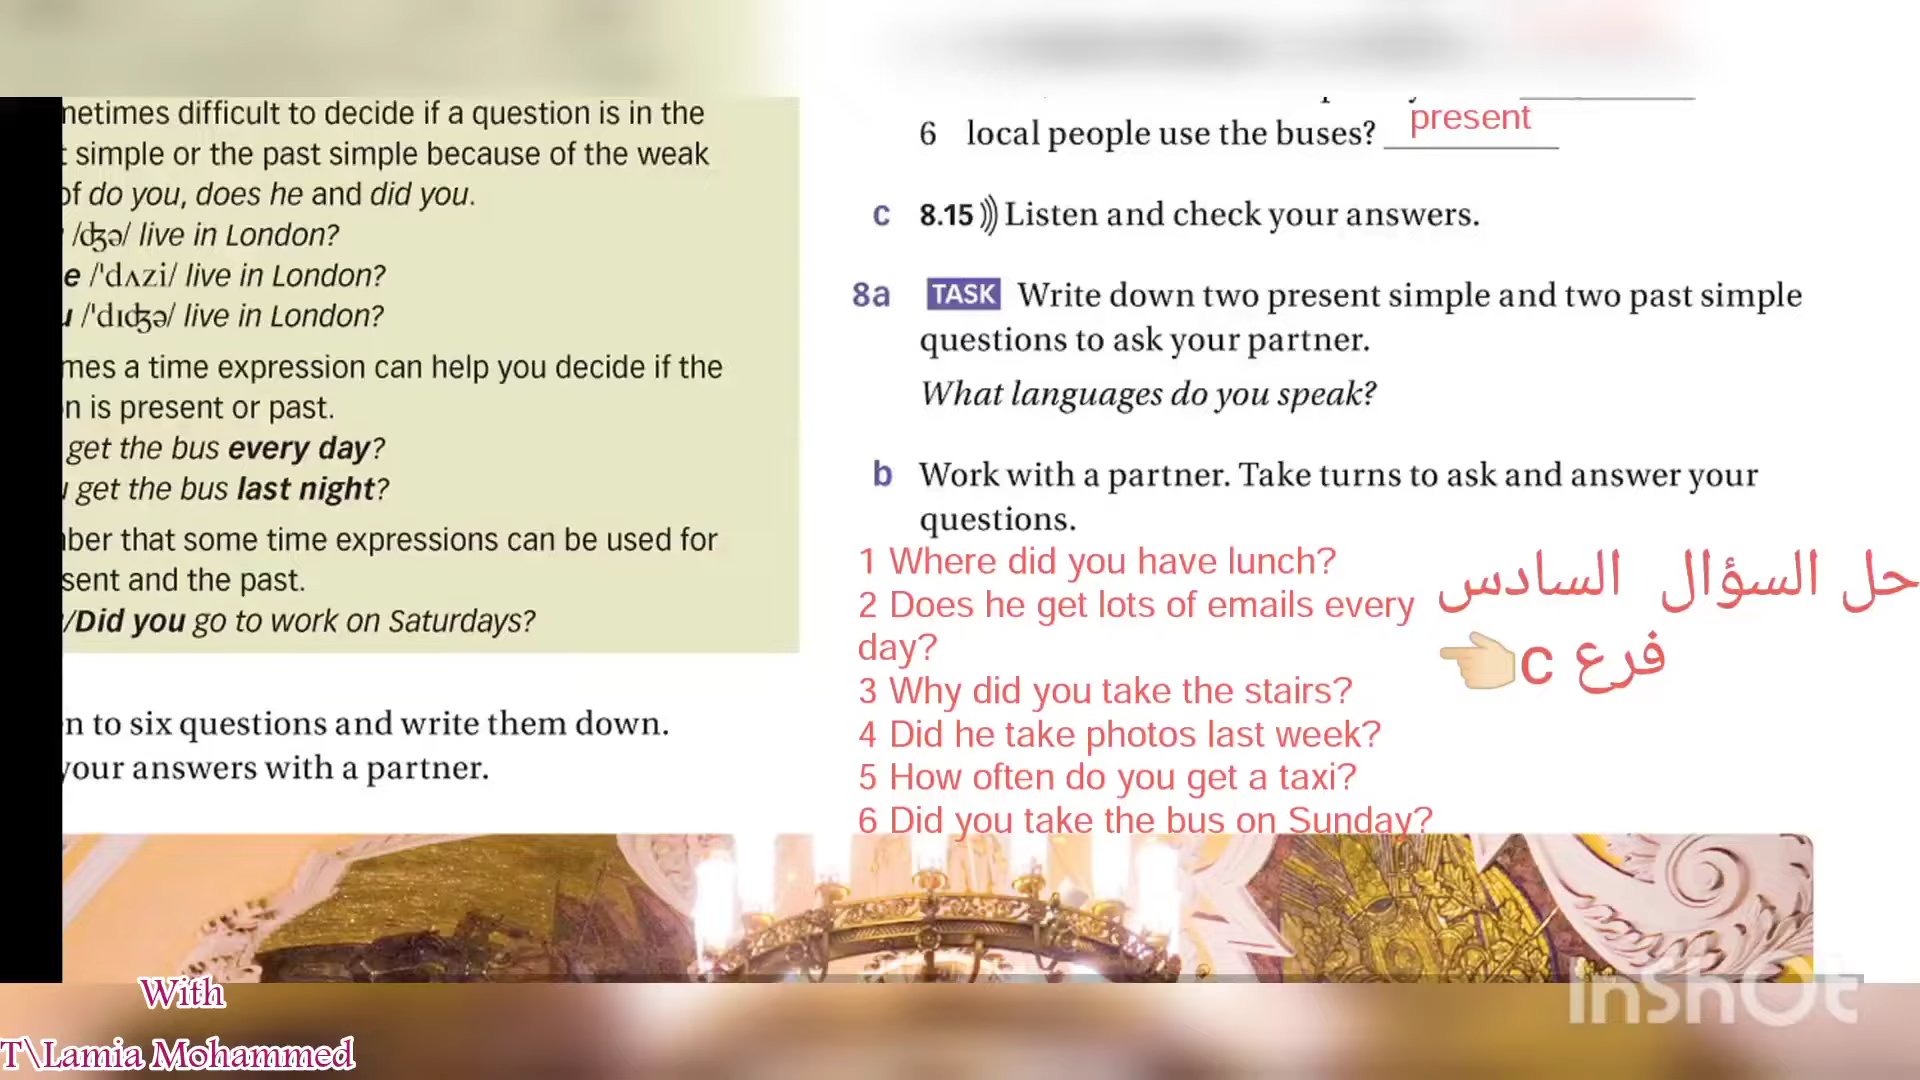 metimes difficult to decide if a question is in the
simple or the past simple because of the weak
of do you, does he and did you.
/ʤə/ live in London?
e /ˈdʌzi/ live in London?
u /ˈdɪʤə/ live in London?
mes a time expression can help you decide if the
n is present or past.
get the bus every day?
get the bus last night?
ber that some time expressions can be used for
sent and the past.
/Did you go to work on Saturdays?
n to six questions and write them down.
your answers with a partner.
present
6 local people use the buses?
c 8.15 Listen and check your answers.
8a TASK Write down two present simple and two past simple
questions to ask your partner.
What languages do you speak?
b Work with a partner. Take turns to ask and answer your
questions.
1 Where did you have lunch?
2 Does he get lots of emails every
day?
3 Why did you take the stairs?
4 Did he take photos last week?
5 How often do you get a taxi?
6 Did you take the bus on Sunday?
حل السؤال السادس
فرع c
With
T\Lamia Mohammed
InShOt